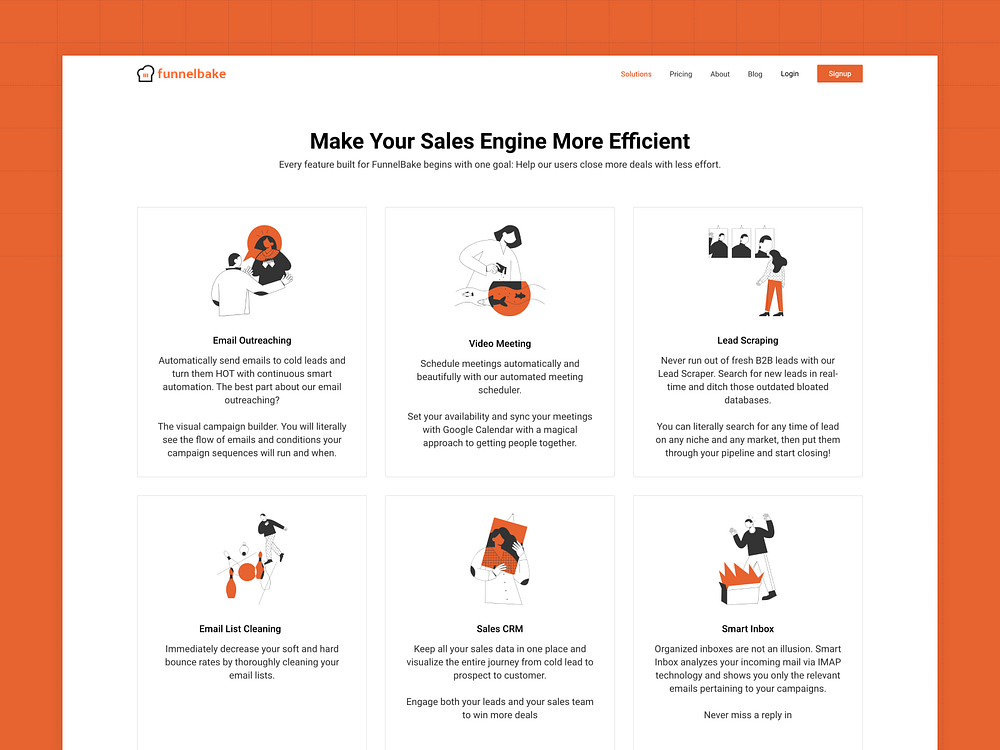 funnelbake
Solutions
Pricing
About
Blog
Login
Signup
Make Your Sales Engine More Efficient
Every feature built for FunnelBake begins with one goal: Help our users close more deals with less effort.
Email Outreaching
Automatically send emails to cold leads and
turn them HOT with continuous smart
automation. The best part about our email
outreaching?
The visual campaign builder. You will literally
see the flow of emails and conditions your
campaign sequences will run and when.
Video Meeting
Schedule meetings automatically and
beautifully with our automated meeting
scheduler.
Set your availability and sync your meetings
with Google Calendar with a magical
approach to getting people together.
Lead Scraping
Never run out of fresh B2B leads with our
Lead Scraper. Search for new leads in real-
time and ditch those outdated bloated
databases.
You can literally search for any time of lead
on any niche and any market, then put them
through your pipeline and start closing!
Email List Cleaning
Immediately decrease your soft and hard
bounce rates by thoroughly cleaning your
email lists.
Sales CRM
Keep all your sales data in one place and
visualize the entire journey from cold lead to
prospect to customer.
Engage both your leads and your sales team
to win more deals
Smart Inbox
Organized inboxes are not an illusion. Smart
Inbox analyzes your incoming mail via IMAP
technology and shows you only the relevant
emails pertaining to your campaigns.
Never miss a reply in